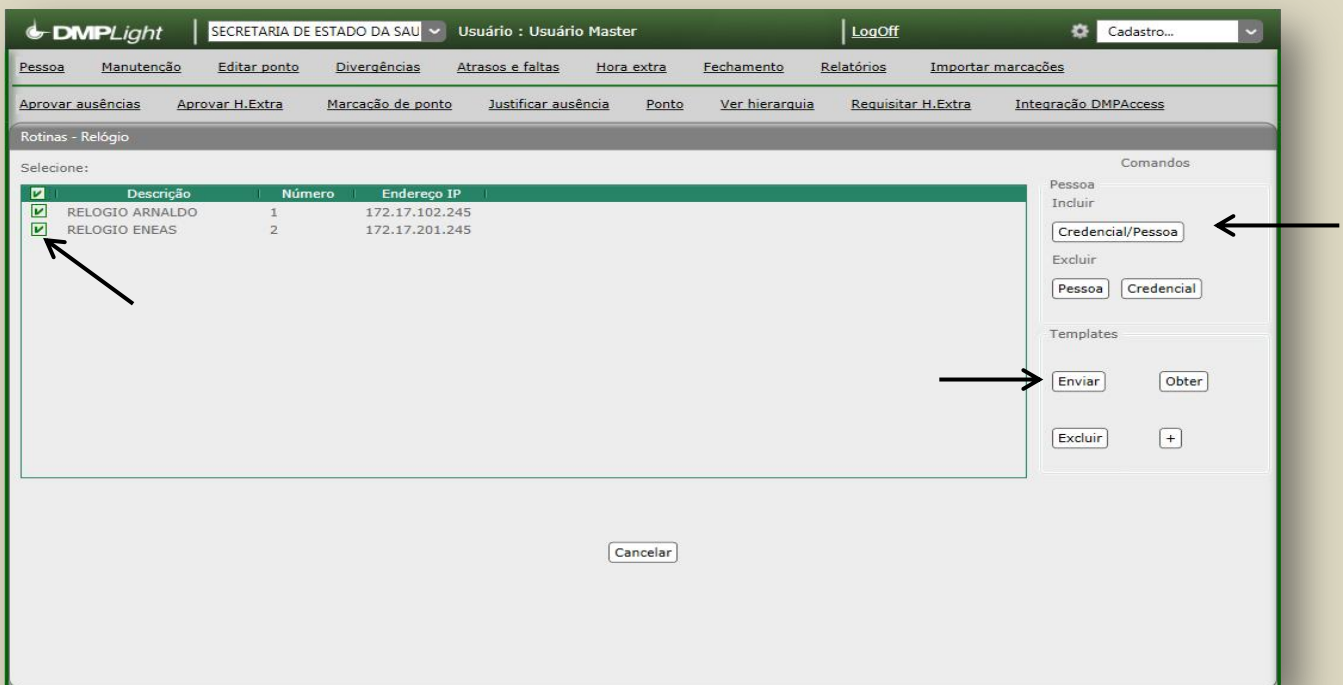 DMPLight SECRETARIA DE ESTADO DA SAU Usuário : Usuário Master LogOff Cadastro...
Pessoa Manutenção Editar ponto Divergências Atrasos e faltas Hora extra Fechamento Relatórios Importar marcações
Aprovar ausências Aprovar H.Extra Marcação de ponto Justificar ausência Ponto Ver hierarquia Requisitar H.Extra Integração DMPAccess
Rotinas - Relógio
Selecione:
Descrição Número Endereço IP
RELOGIO ARNALDO 1 172.17.102.245
RELOGIO ENEAS 2 172.17.201.245
Comandos
Pessoa
Incluir
Credencial/Pessoa
Excluir
Pessoa Credencial
Templates
Enviar Obter
Excluir +
Cancelar